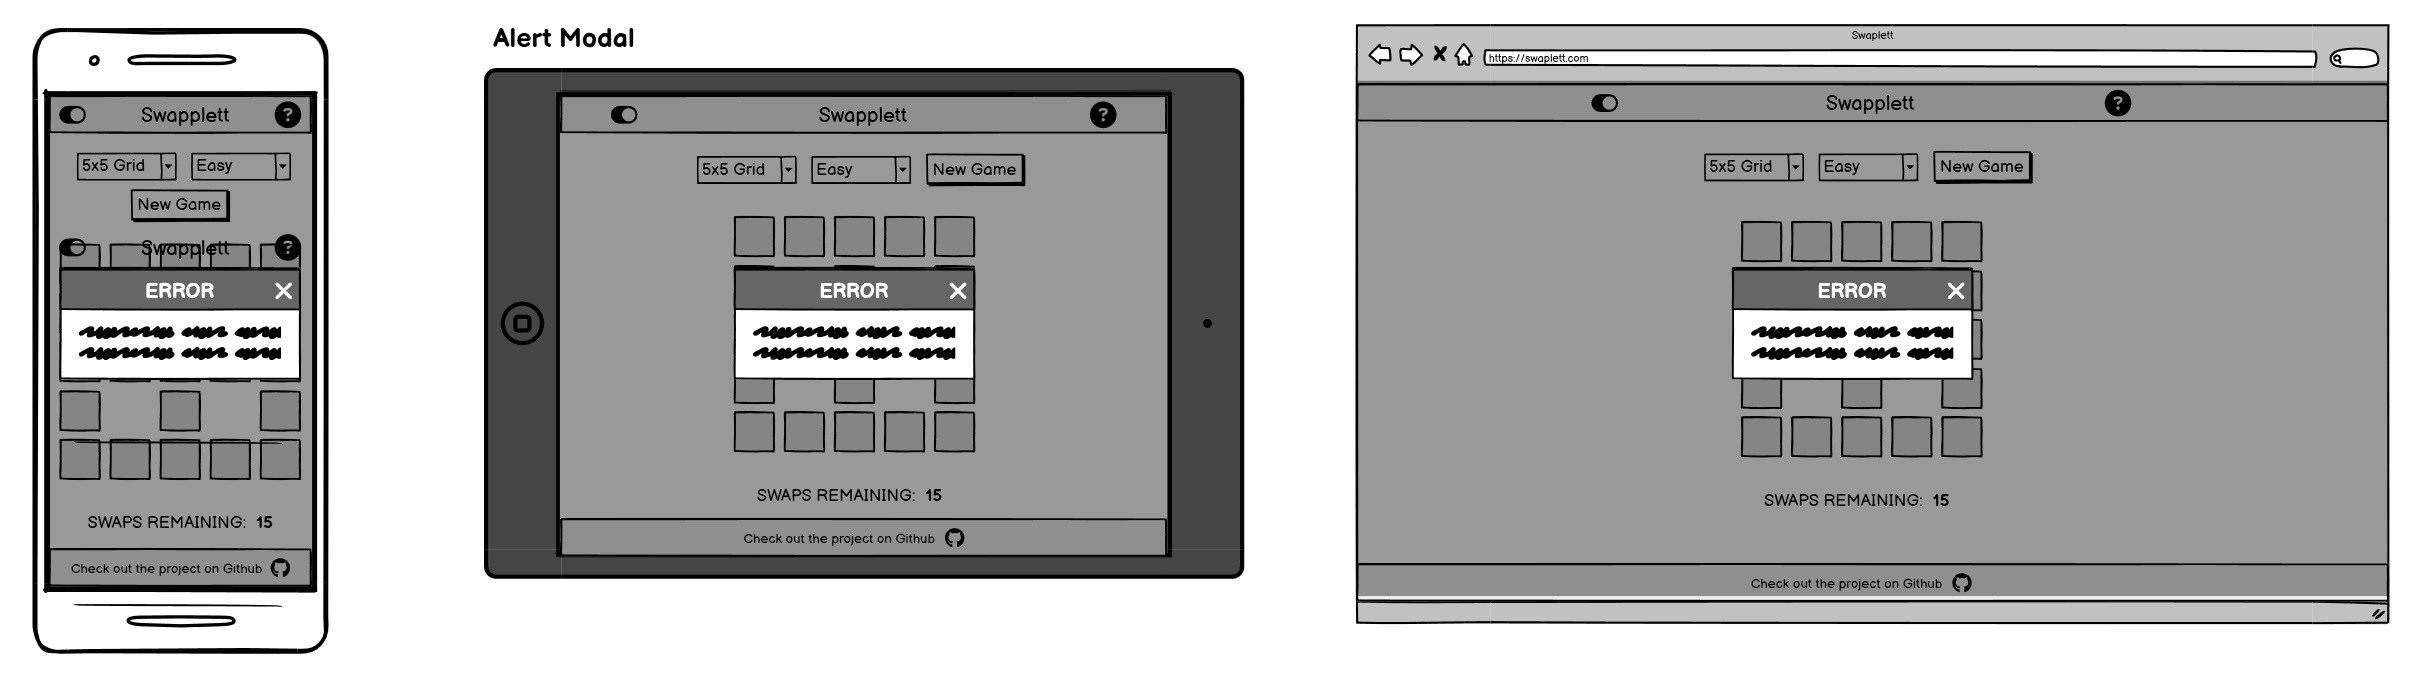 Alert Modal
Swapplett
?
5x5 Grid
Easy
New Game
Swapplett
?
ERROR
SWAPS REMAINING: 15
Check out the project on Github
Swapplett
?
5x5 Grid
Easy
New Game
ERROR
SWAPS REMAINING: 15
Check out the project on Github
Swaplett
https://swaplett.com
Swapplett
?
5x5 Grid
Easy
New Game
ERROR
SWAPS REMAINING: 15
Check out the project on Github